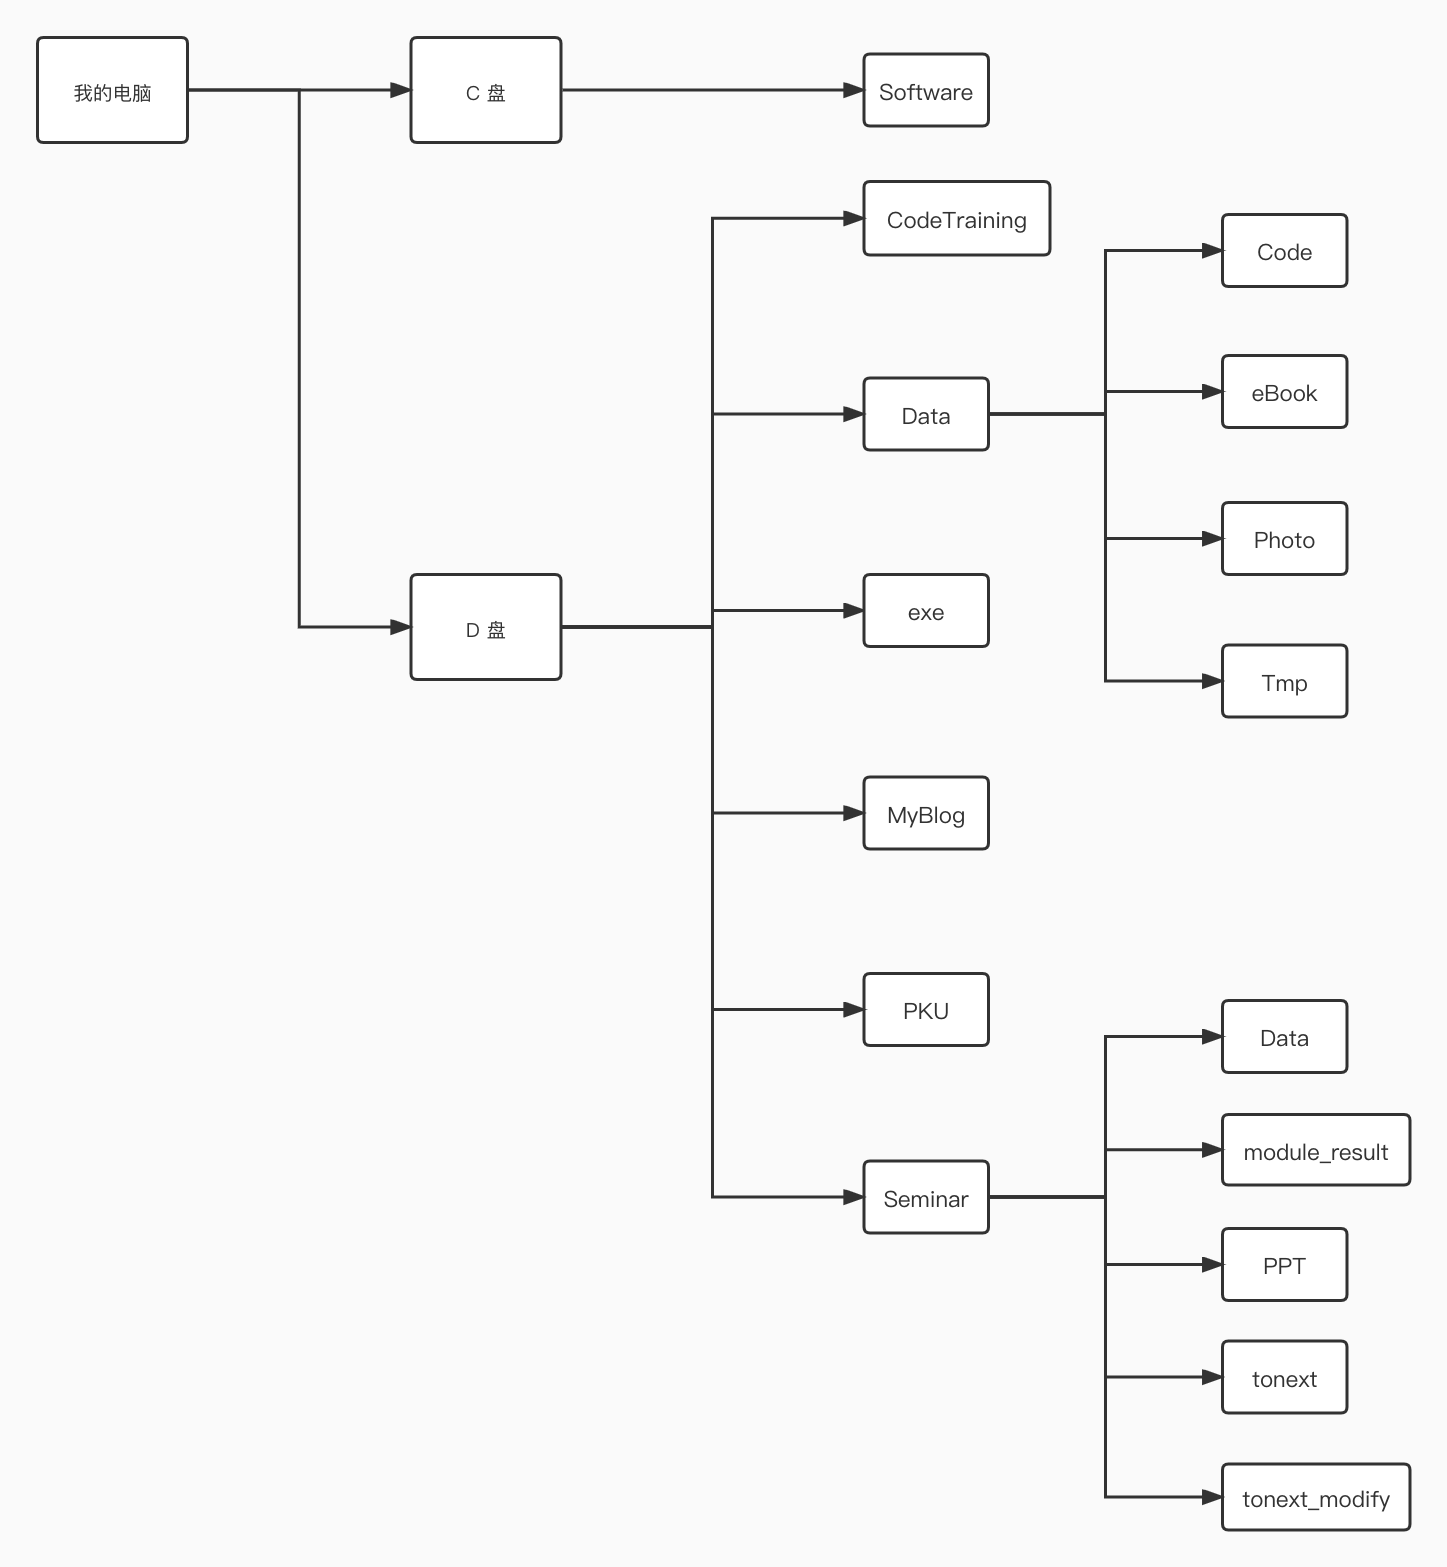 我的电脑
C 盘
Software
CodeTraining
Code
Data
eBook
Photo
exe
D 盘
Tmp
MyBlog
PKU
Data
module_result
Seminar
PPT
tonext
tonext_modify